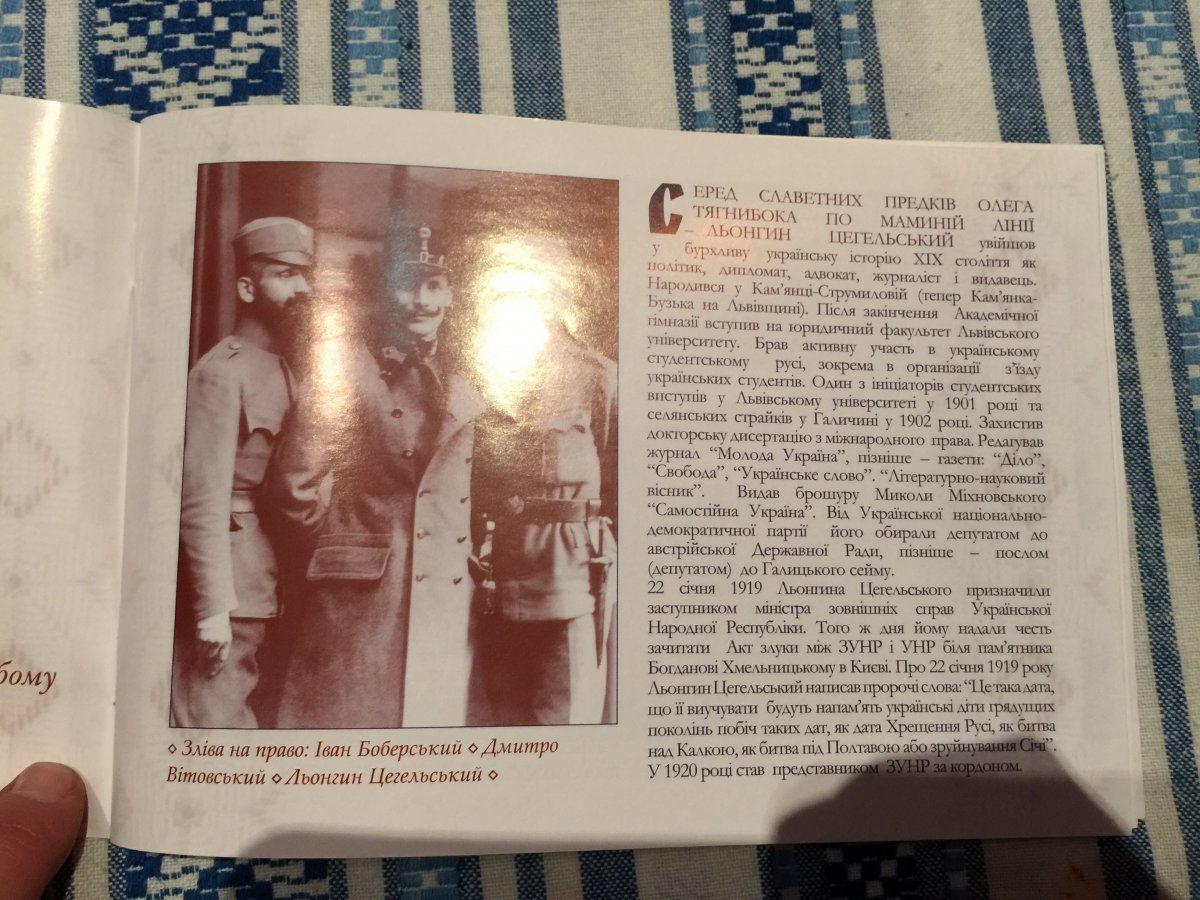 бому
⋄ Зліва на право: Іван Боберський ⋄ Дмитро
Вітовський ⋄ Льонгин Цегельський ⋄
СЕРЕД СЛАВЕТНИХ ПРЕДКІВ ОЛЕГА
ТЯГНИБОКА ПО МАМИНІЙ ЛІНІЇ
– ЛЬОНГИН ЦЕГЕЛЬСЬКИЙ увійшов
у бурхливу українську історію ХІХ століття як
політик, дипломат, адвокат, журналіст і видавець.
Народився у Кам’янці-Струмиловій (тепер Кам’янка-
Бузька на Львівщині). Після закінчення Академічної
гімназії вступив на юридичний факультет Львівського
університету. Брав активну участь в українському
студентському русі, зокрема в організації з’їзду
українських студентів. Один з ініціаторів студентських
виступів у Львівському університеті у 1901 році та
селянських страйків у Галичині у 1902 році. Захистив
докторську дисертацію з міжнародного права. Редагував
журнал “Молода Україна”, пізніше – газети: “Діло”,
“Свобода”, “Українське слово”. “Літературно-науковий
вісник”. Видав брошуру Миколи Міхновського
“Самостійна Україна”. Від Української національно-
демократичної партії його обирали депутатом до
австрійської Державної Ради, пізніше – послом
(депутатом) до Галицького сейму.
22 січня 1919 Льонгина Цегельського призначили
заступником міністра зовнішніх справ Української
Народної Республіки. Того ж дня йому надали честь
зачитати Акт злуки між ЗУНР і УНР біля пам’ятника
Богданові Хмельницькому в Києві. Про 22 січня 1919 року
Льонгин Цегельський написав пророчі слова: “Це така дата,
що її виучувати будуть напам’ять українські діти грядущих
поколінь побіч таких дат, як дата Хрещення Русі, як битва
над Калкою, як битва під Полтавою або зруйнування Січі”.
У 1920 році став представником ЗУНР за кордоном.